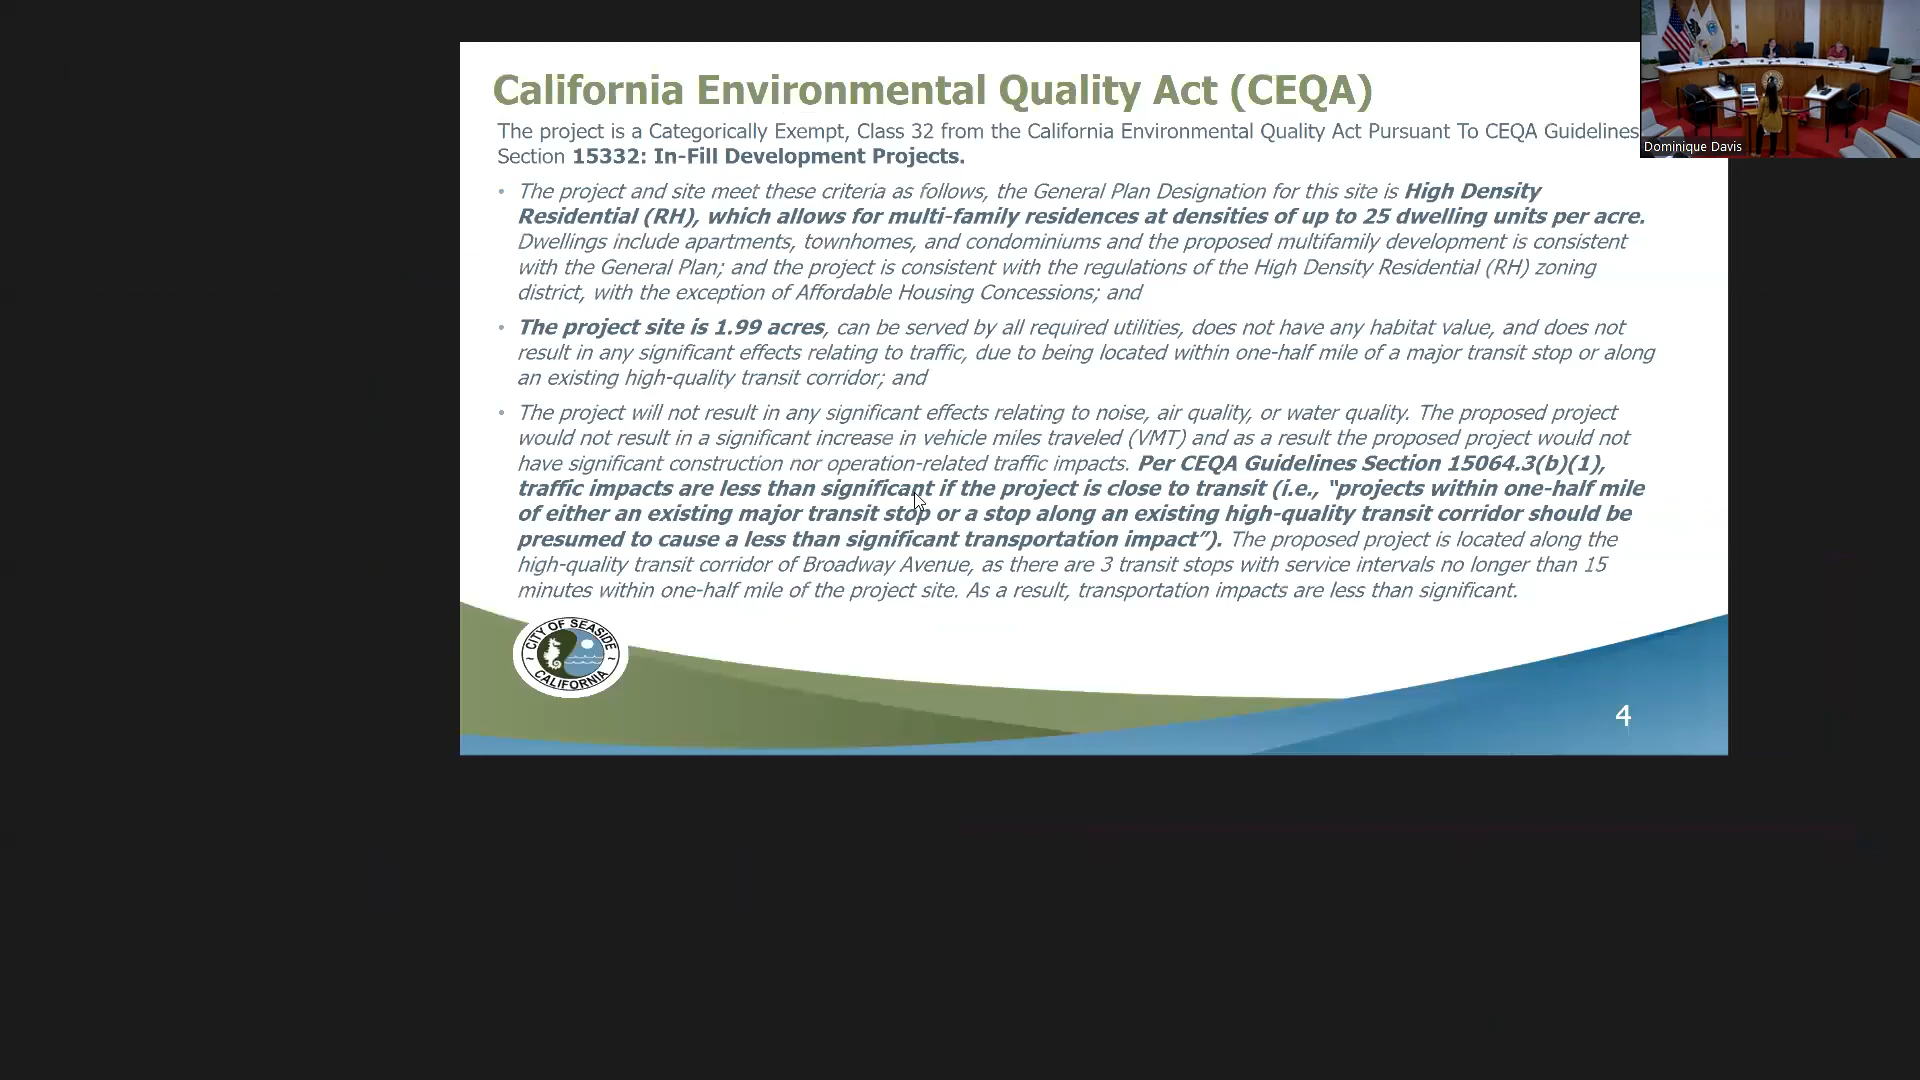 California Environmental Quality Act (CEQA)
The project is a Categorically Exempt, Class 32 from the California Environmental Quality Act Pursuant To CEQA Guidelines
Section 15332: In-Fill Development Projects.
• The project and site meet these criteria as follows, the General Plan Designation for this site is High Density
Residential (RH), which allows for multi-family residences at densities of up to 25 dwelling units per acre.
Dwellings include apartments, townhomes, and condominiums and the proposed multifamily development is consistent
with the General Plan; and the project is consistent with the regulations of the High Density Residential (RH) zoning
district, with the exception of Affordable Housing Concessions; and
• The project site is 1.99 acres, can be served by all required utilities, does not have any habitat value, and does not
result in any significant effects relating to traffic, due to being located within one-half mile of a major transit stop or along
an existing high-quality transit corridor; and
• The project will not result in any significant effects relating to noise, air quality, or water quality. The proposed project
would not result in a significant increase in vehicle miles traveled (VMT) and as a result the proposed project would not
have significant construction nor operation-related traffic impacts. Per CEQA Guidelines Section 15064.3(b)(1),
traffic impacts are less than significant if the project is close to transit (i.e., “projects within one-half mile
of either an existing major transit stop or a stop along an existing high-quality transit corridor should be
presumed to cause a less than significant transportation impact”). The proposed project is located along the
high-quality transit corridor of Broadway Avenue, as there are 3 transit stops with service intervals no longer than 15
minutes within one-half mile of the project site. As a result, transportation impacts are less than significant.
CITY OF SEASIDE
CALIFORNIA
4
Dominique Davis